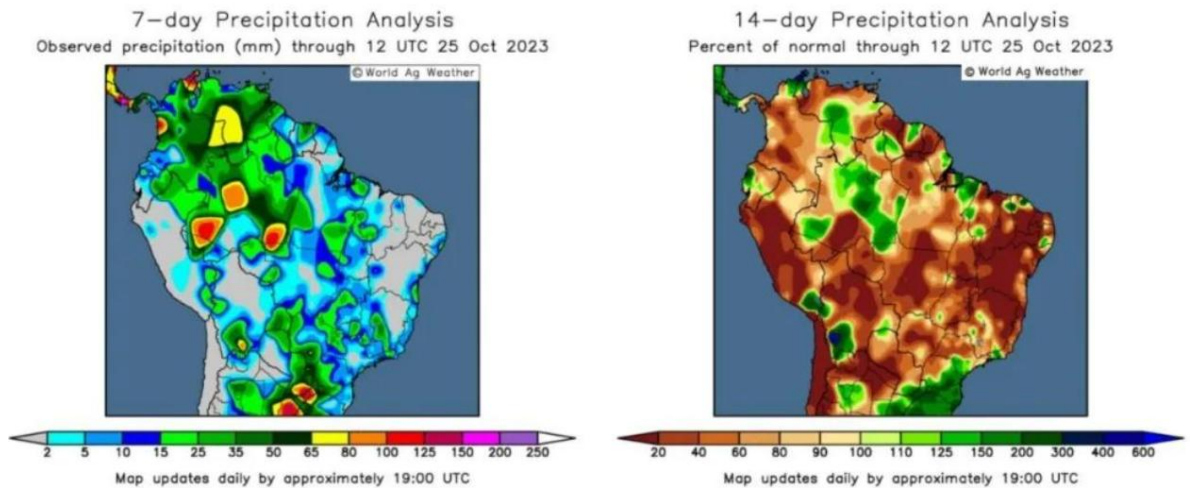 7-day Precipitation Analysis
Observed precipitation (mm) through 12 UTC 25 Oct 2023
© World Ag Weather
2 5 10 15 25 35 50 65 80 100 125 150 200 250
Map updates daily by approximately 19:00 UTC
14-day Precipitation Analysis
Percent of normal through 12 UTC 25 Oct 2023
© World Ag Weather
20 40 60 80 90 100 110 125 150 200 300 400 600
Map updates daily by approximately 19:00 UTC